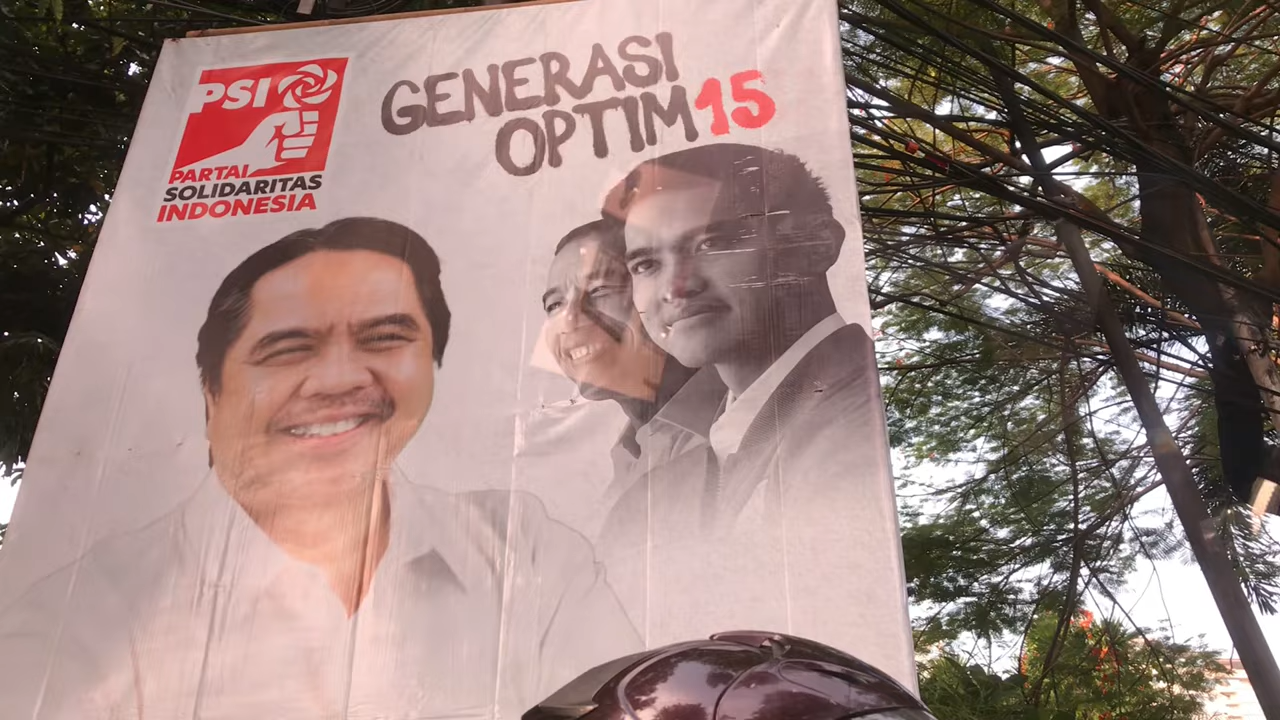 PSI
PARTAI
SOLIDARITAS
INDONESIA
GENERASI
OPTIM15